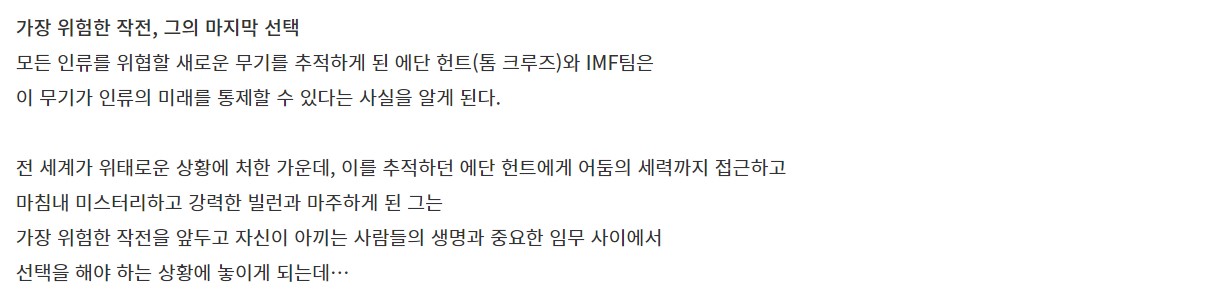 가장 위험한 작전, 그의 마지막 선택
모든 인류를 위협할 새로운 무기를 추적하게 된 에단 헌트(톰 크루즈)와 IMF팀은
이 무기가 인류의 미래를 통제할 수 있다는 사실을 알게 된다.
전 세계가 위태로운 상황에 처한 가운데, 이를 추적하던 에단 헌트에게 어둠의 세력까지 접근하고
마침내 미스터리하고 강력한 빌런과 마주하게 된 그는
가장 위험한 작전을 앞두고 자신이 아끼는 사람들의 생명과 중요한 임무 사이에서
선택을 해야 하는 상황에 놓이게 되는데…